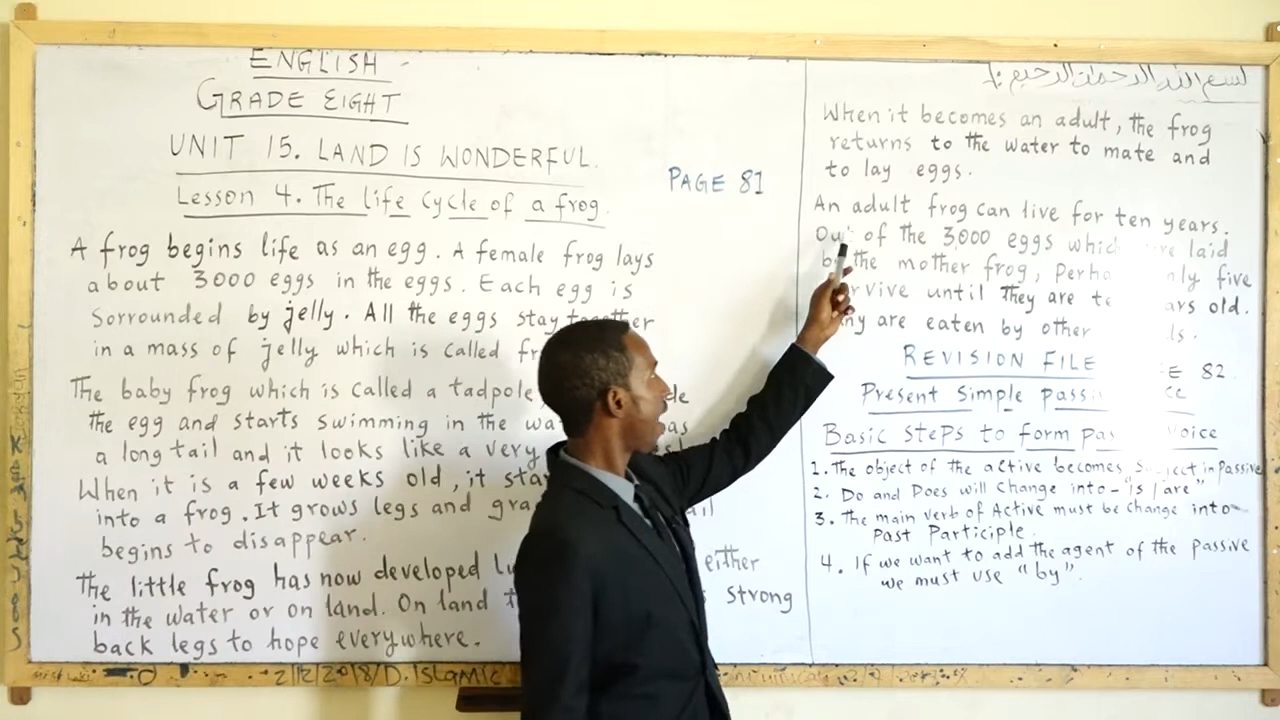 ENGLISH
GRADE EIGHT
UNIT 15. LAND IS WONDERFUL.
Lesson 4. The life cycle of a frog.
PAGE 81
A frog begins life as an egg. A female frog lays
about 3000 eggs in the eggs. Each egg is
sorrounded by jelly. All the eggs stay together
in a mass of jelly which is called
The baby frog which is called a tadpole,
the egg and starts swimming in the
a long tail and it looks like a very
When it is a few weeks old, it
into a frog. It grows legs and
begins to disappear.
The little frog has now developed either
in the water or on land. On land strong
back legs to hope everywhere.
بسم الله الرحمن الرحيم
When it becomes an adult, the frog
returns to the water to mate and
to lay eggs.
An adult frog can live for ten years.
Out of the 3,000 eggs which laid
by the mother frog, five
until they are old.
are eaten by other
REVISION FILE
82
Present Simple
Basic steps to form Voice
1. The object of the active becomes subject in passive
2. Do and Does will change into - "is / are"
3. The main verb of Active must be change into
Past Participle.
4. If we want to add the agent of the passive
we must use "by".
2/12/2018/D. Islamic